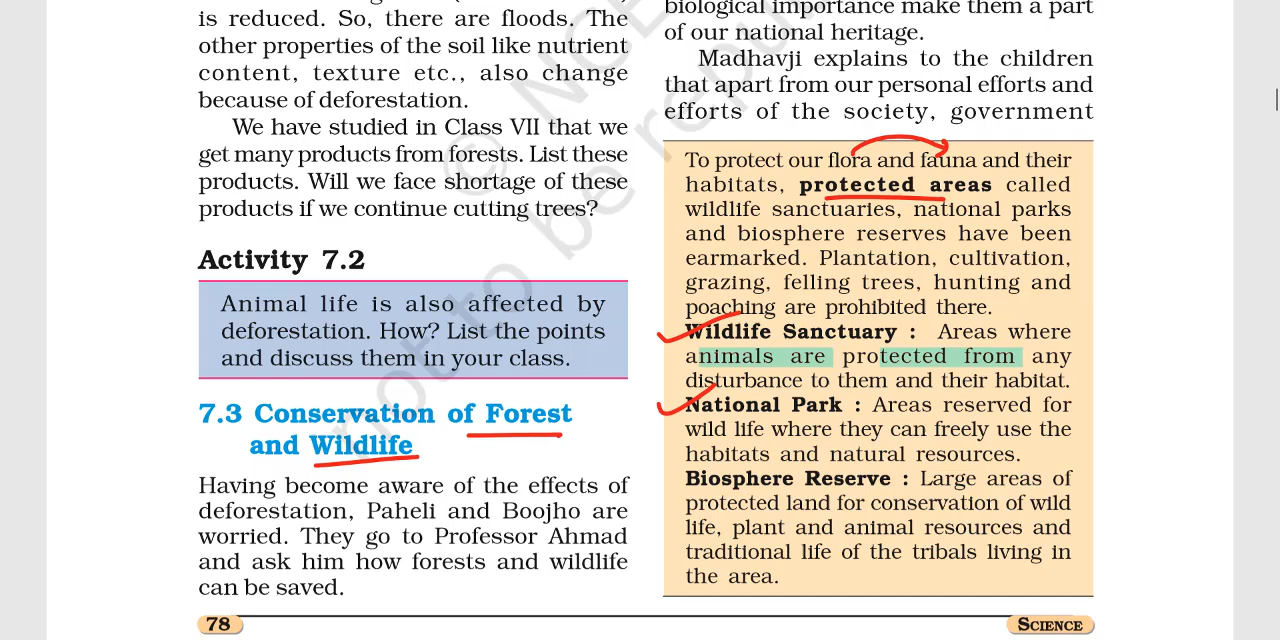 is reduced. So, there are floods. The
other properties of the soil like nutrient
content, texture etc., also change
because of deforestation.
We have studied in Class VII that we
get many products from forests. List these
products. Will we face shortage of these
products if we continue cutting trees?
Activity 7.2
Animal life is also affected by
deforestation. How? List the points
and discuss them in your class.
7.3 Conservation of Forest
and Wildlife
Having become aware of the effects of
deforestation, Paheli and Boojho are
worried. They go to Professor Ahmad
and ask him how forests and wildlife
can be saved.
biological importance make them a part
of our national heritage.
Madhavji explains to the children
that apart from our personal efforts and
efforts of the society, government
To protect our flora and fauna and their
habitats, protected areas called
wildlife sanctuaries, national parks
and biosphere reserves have been
earmarked. Plantation, cultivation,
grazing, felling trees, hunting and
poaching are prohibited there.
Wildlife Sanctuary : Areas where
animals are protected from any
disturbance to them and their habitat.
National Park : Areas reserved for
wild life where they can freely use the
habitats and natural resources.
Biosphere Reserve : Large areas of
protected land for conservation of wild
life, plant and animal resources and
traditional life of the tribals living in
the area.
78
SCIENCE
not to be repu
© NC